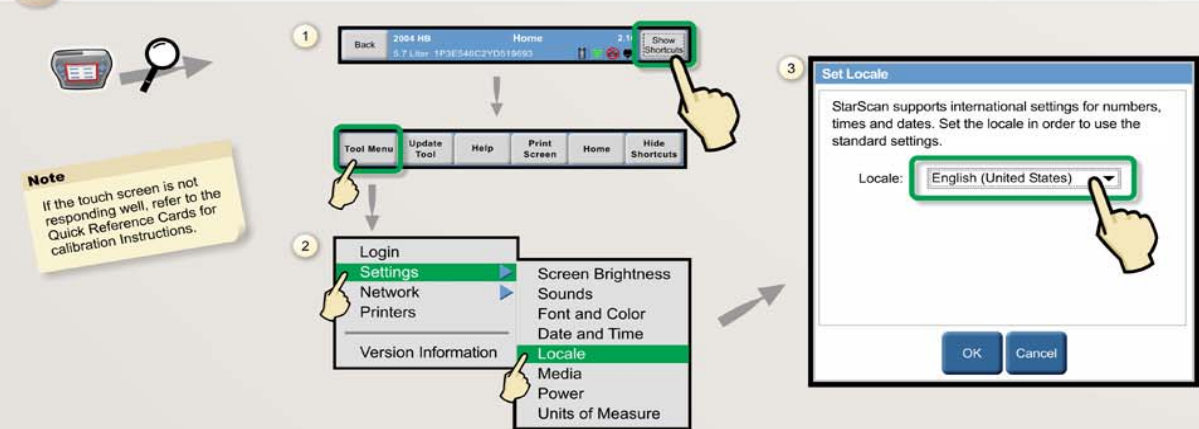 1
Back
2004 HB Home 2.1
5.7 Liter 1P3ES46C2YD519693
Show
Shortcuts
Tool Menu
Update
Tool
Help
Print
Screen
Home
Hide
Shortcuts
Note
If the touch screen is not
responding well, refer to the
Quick Reference Cards for
calibration Instructions.
2
Login
Settings
Network
Printers
Version Information
Screen Brightness
Sounds
Font and Color
Date and Time
Locale
Media
Power
Units of Measure
3
Set Locale
StarScan supports international settings for numbers,
times and dates. Set the locale in order to use the
standard settings.
Locale: English (United States)
OK Cancel